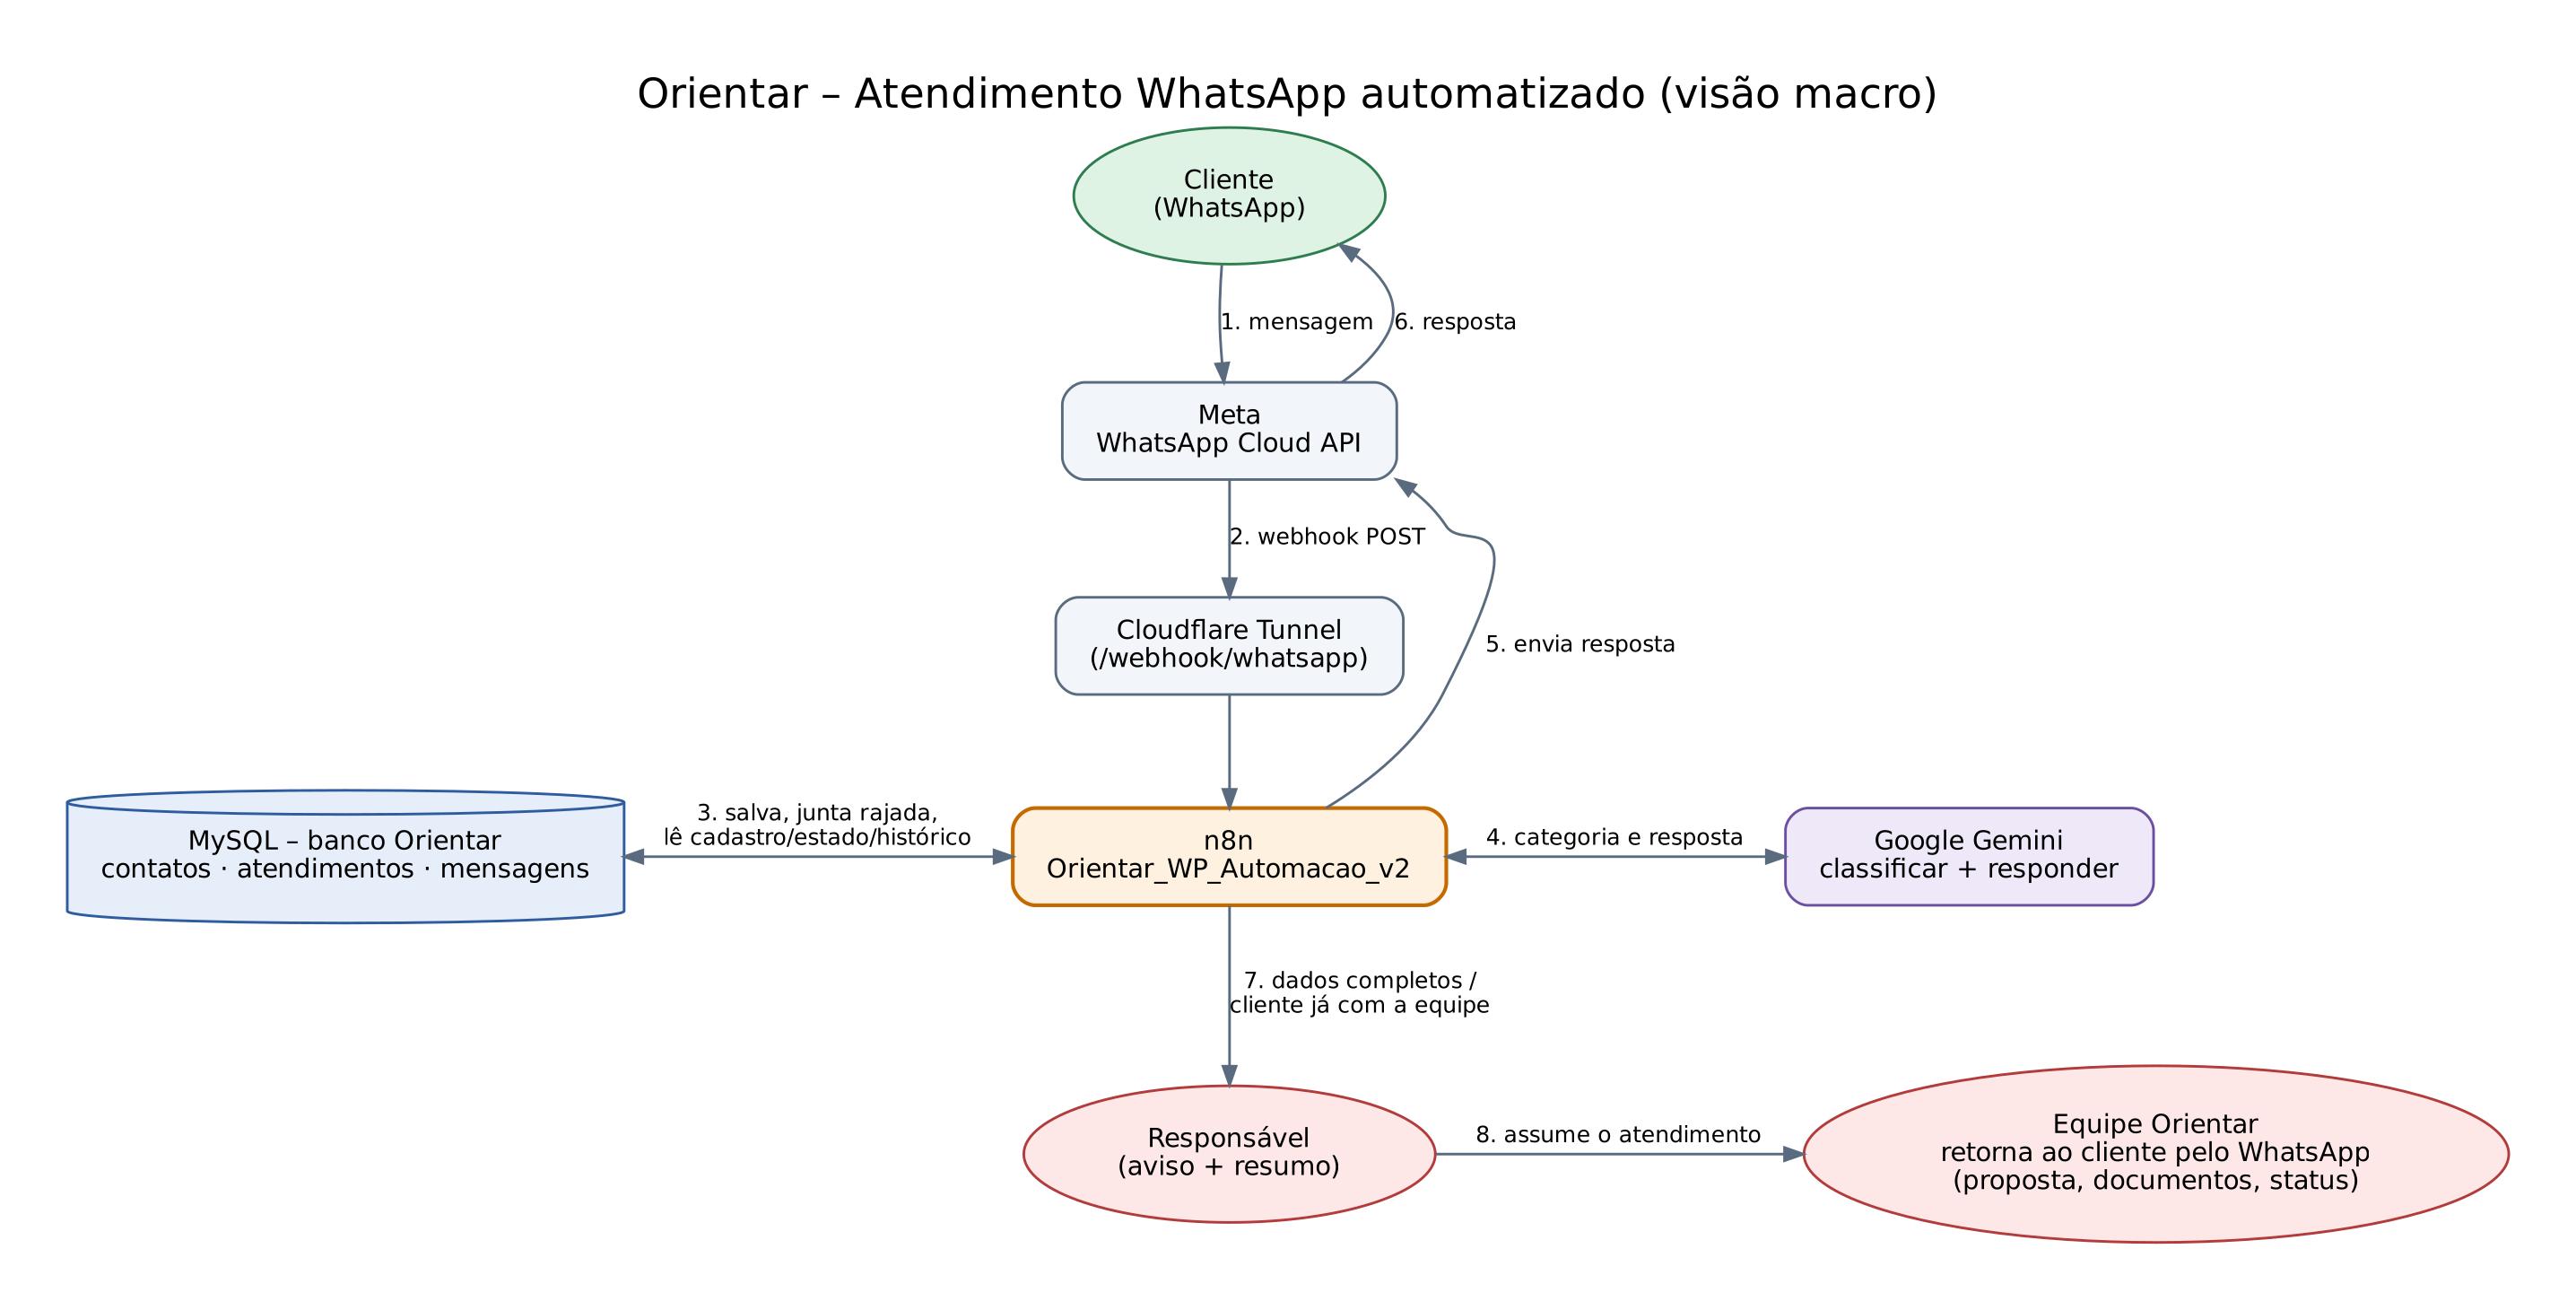 Orientar – Atendimento WhatsApp automatizado (visão macro)
Cliente
(WhatsApp)
1. mensagem
6. resposta
Meta
WhatsApp Cloud API
2. webhook POST
Cloudflare Tunnel
(/webhook/whatsapp)
5. envia resposta
MySQL – banco Orientar
contatos · atendimentos · mensagens
3. salva, junta rajada,
lê cadastro/estado/histórico
n8n
Orientar_WP_Automacao_v2
4. categoria e resposta
Google Gemini
classificar + responder
7. dados completos /
cliente já com a equipe
Responsável
(aviso + resumo)
8. assume o atendimento
Equipe Orientar
retorna ao cliente pelo WhatsApp
(proposta, documentos, status)